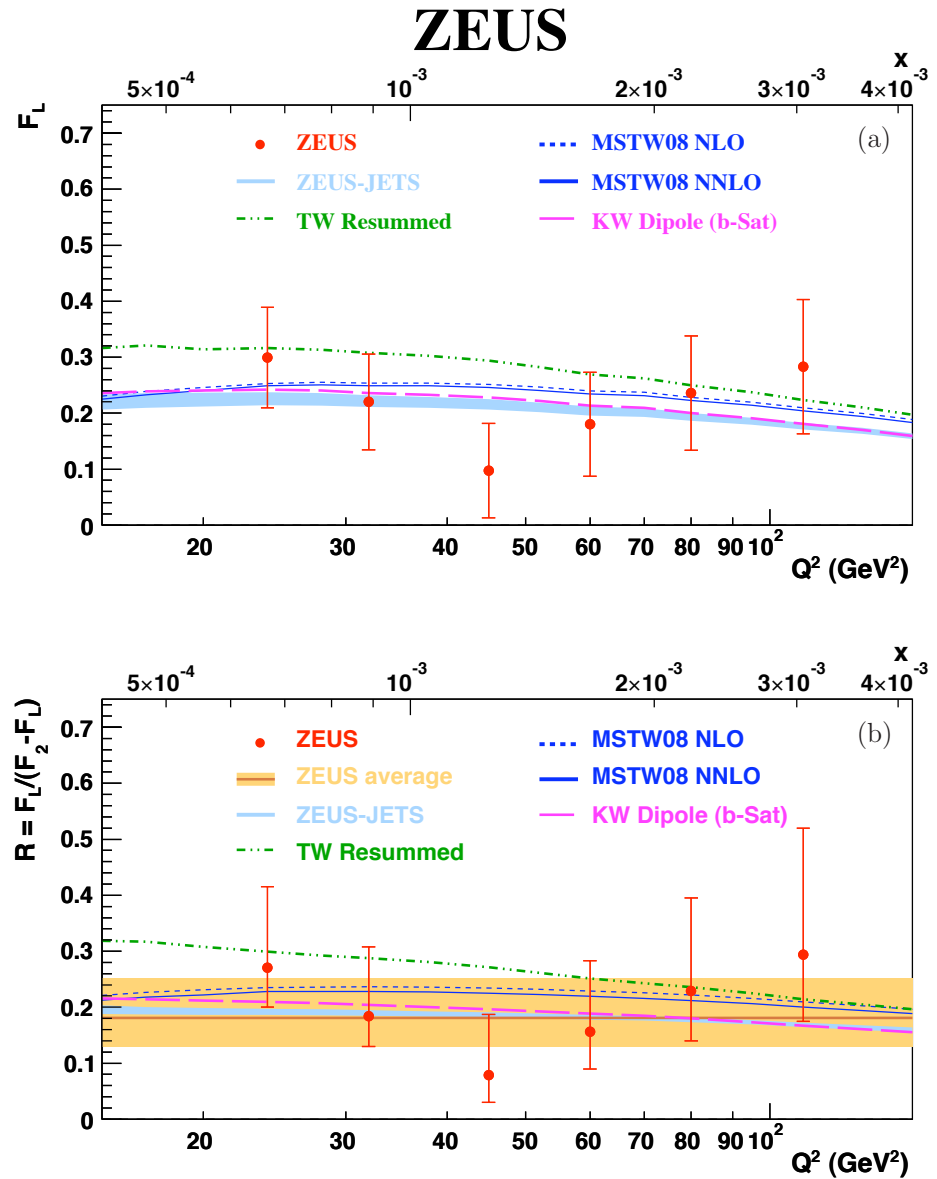 ZEUS
x
5×10⁻⁴ 10⁻³ 2×10⁻³ 3×10⁻³ 4×10⁻³
F_L
(a)
ZEUS
ZEUS-JETS
TW Resummed
MSTW08 NLO
MSTW08 NNLO
KW Dipole (b-Sat)
0.7
0.6
0.5
0.4
0.3
0.2
0.1
0
20 30 40 50 60 70 80 90 10²
Q² (GeV²)
x
5×10⁻⁴ 10⁻³ 2×10⁻³ 3×10⁻³ 4×10⁻³
R = F_L/(F_2-F_L)
(b)
ZEUS
ZEUS average
ZEUS-JETS
TW Resummed
MSTW08 NLO
MSTW08 NNLO
KW Dipole (b-Sat)
0.7
0.6
0.5
0.4
0.3
0.2
0.1
0
20 30 40 50 60 70 80 90 10²
Q² (GeV²)